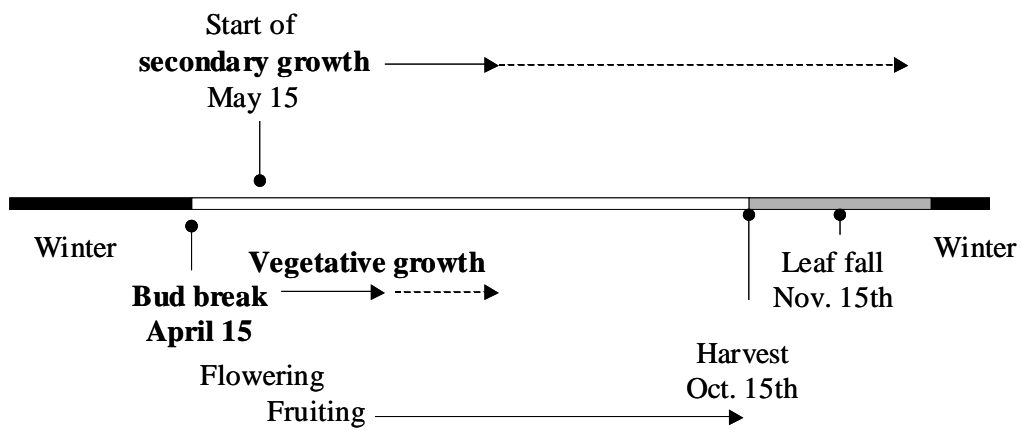 Start of
secondary growth
May 15
Winter
Vegetative growth
Bud break
April 15
Flowering
Fruiting
Harvest
Oct. 15th
Leaf fall
Nov. 15th
Winter